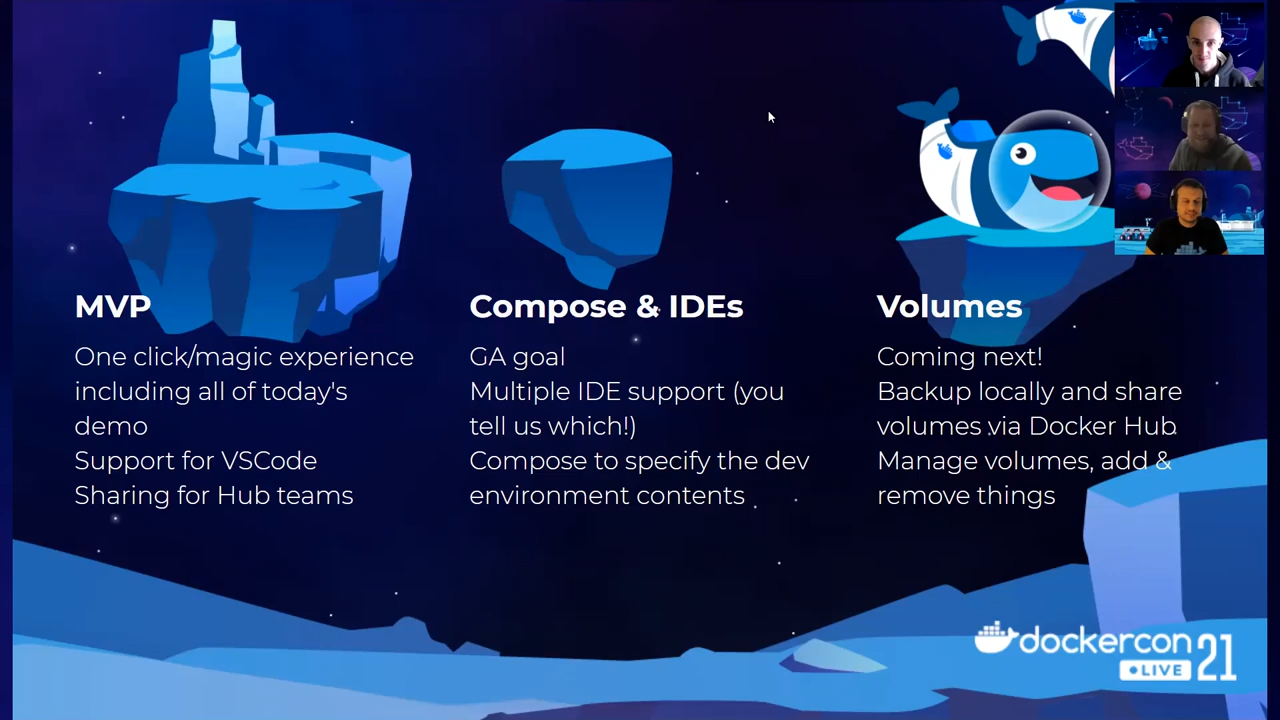 MVP
One click/magic experience
including all of today's
demo
Support for VSCode
Sharing for Hub teams
Compose & IDEs
GA goal
Multiple IDE support (you
tell us which!)
Compose to specify the dev
environment contents
Volumes
Coming next!
Backup locally and share
volumes via Docker Hub
Manage volumes, add &
remove things
dockercon
LIVE
21